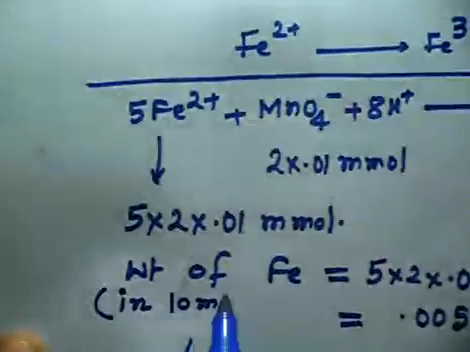 Fe²⁺ ⟶ Fe³
5Fe²⁺ + MnO₄⁻ + 8H⁺ —
↓ 2×.01 mmol
5×2×.01 mmol.
Wt of Fe = 5×2×.0
(in 10m
= .005